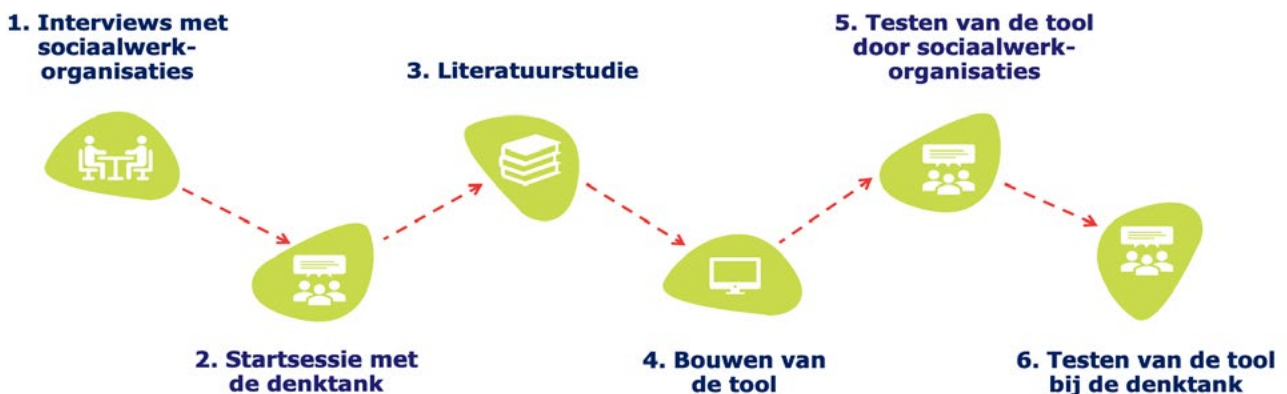 1. Interviews met
sociaalwerk-
organisaties
2. Startsessie met
de denktank
3. Literatuurstudie
4. Bouwen van
de tool
5. Testen van de tool
door sociaalwerk-
organisaties
6. Testen van de tool
bij de denktank